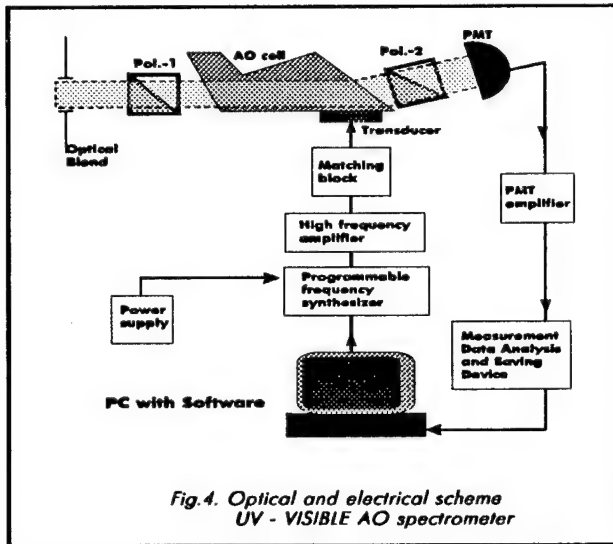 PMT
Pol.-1
AO cell
Pol.-2
Optical
Blend
Transducer
Matching
block
PMT
amplifier
High frequency
amplifier
Programmable
frequency
synthesizer
Power
supply
Measurement
Data Analysis
and Saving
Device
PC with Software
Fig.4. Optical and electrical scheme
UV - VISIBLE AO spectrometer